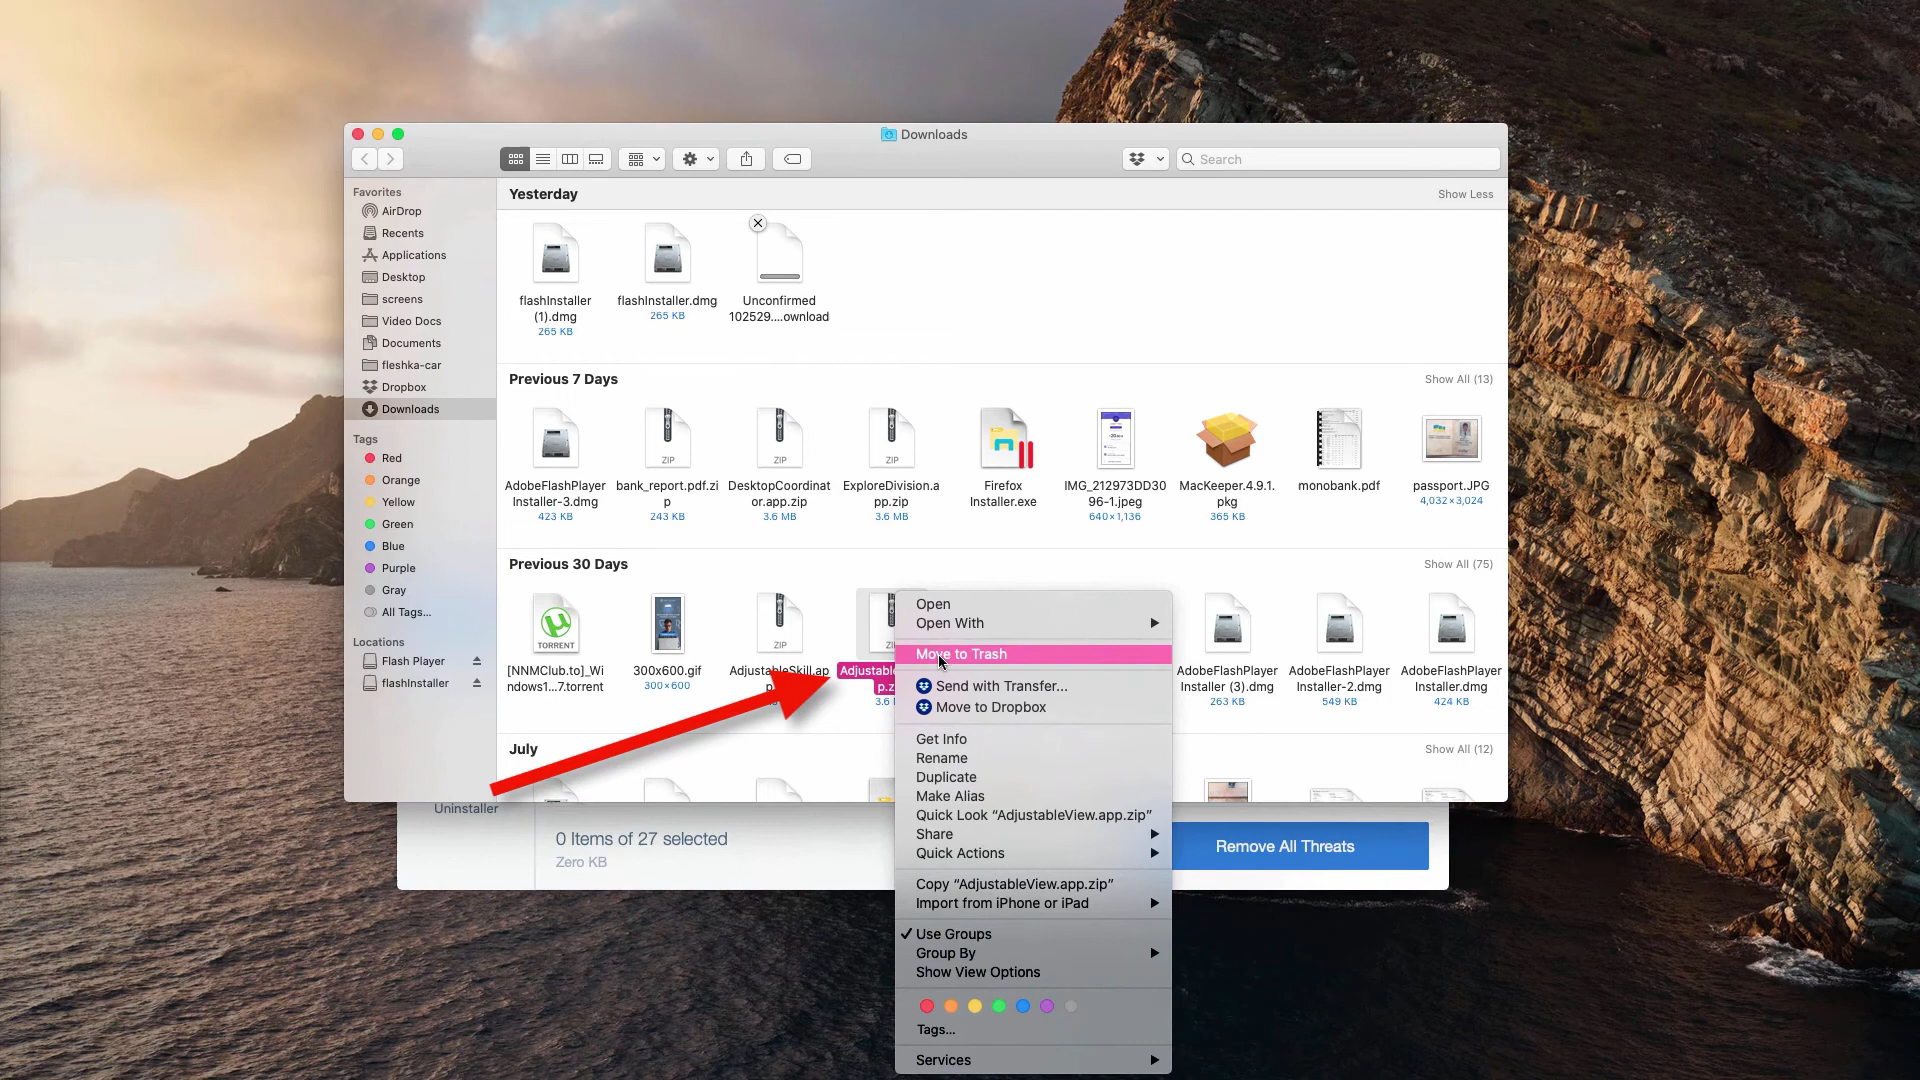 Downloads
Search
Favorites
AirDrop
Recents
Applications
Desktop
screens
Video Docs
Documents
fleshka-car
Dropbox
Downloads
Tags
Red
Orange
Yellow
Green
Blue
Purple
Gray
All Tags...
Locations
Flash Player
flashInstaller
Yesterday
Show Less
flashInstaller
(1).dmg
265 KB
flashInstaller.dmg
265 KB
Unconfirmed
102529....ownload
Previous 7 Days
Show All (13)
AdobeFlashPlayer
Installer-3.dmg
423 KB
ZIP
bank_report.pdf.zi
p
243 KB
ZIP
DesktopCoordinat
or.app.zip
3.6 MB
ZIP
ExploreDivision.a
pp.zip
3.6 MB
Firefox
Installer.exe
IMG_212973DD30
96-1.jpeg
640×1,136
MacKeeper.4.9.1.
pkg
365 KB
monobank.pdf
passport.JPG
4,032×3,024
Previous 30 Days
Show All (75)
TORRENT
[NNMClub.to]_Wi
ndows1...7.torrent
300x600.gif
300×600
ZIP
AdjustableSkill.ap
Adjustable
p.z
3.6
AdobeFlashPlayer
Installer (3).dmg
263 KB
AdobeFlashPlayer
Installer-2.dmg
549 KB
AdobeFlashPlayer
Installer.dmg
424 KB
July
Show All (12)
Open
Open With
Move to Trash
Send with Transfer...
Move to Dropbox
Get Info
Rename
Duplicate
Make Alias
Quick Look “AdjustableView.app.zip”
Share
Quick Actions
Copy “AdjustableView.app.zip”
Import from iPhone or iPad
Use Groups
Group By
Show View Options
Tags...
Services
Uninstaller
0 Items of 27 selected
Zero KB
Remove All Threats